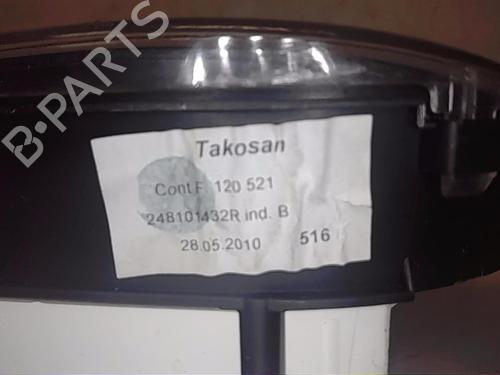 B-PARTS
Takosan
Cont F. 120 521
248101432R ind. B
28.05.2010 516